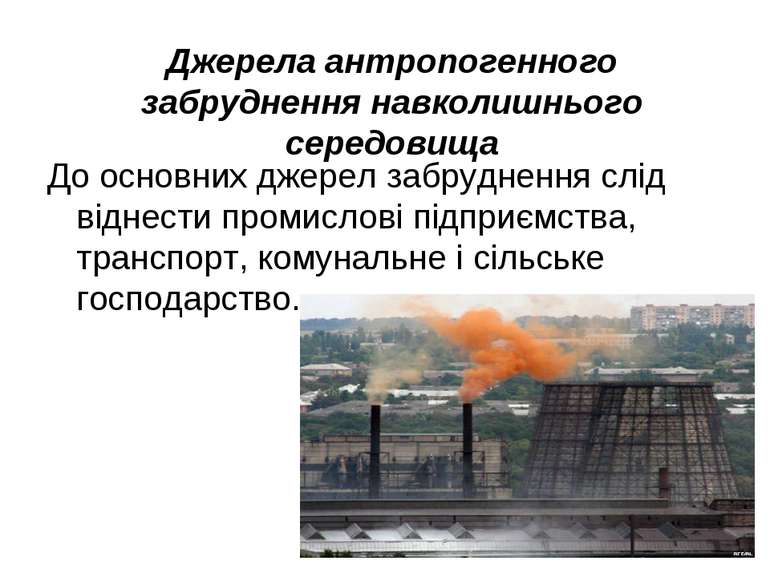 Джерела антропогенного
забруднення навколишнього
середовища
До основних джерел забруднення слід
віднести промислові підприємства,
транспорт, комунальне і сільське
господарство.